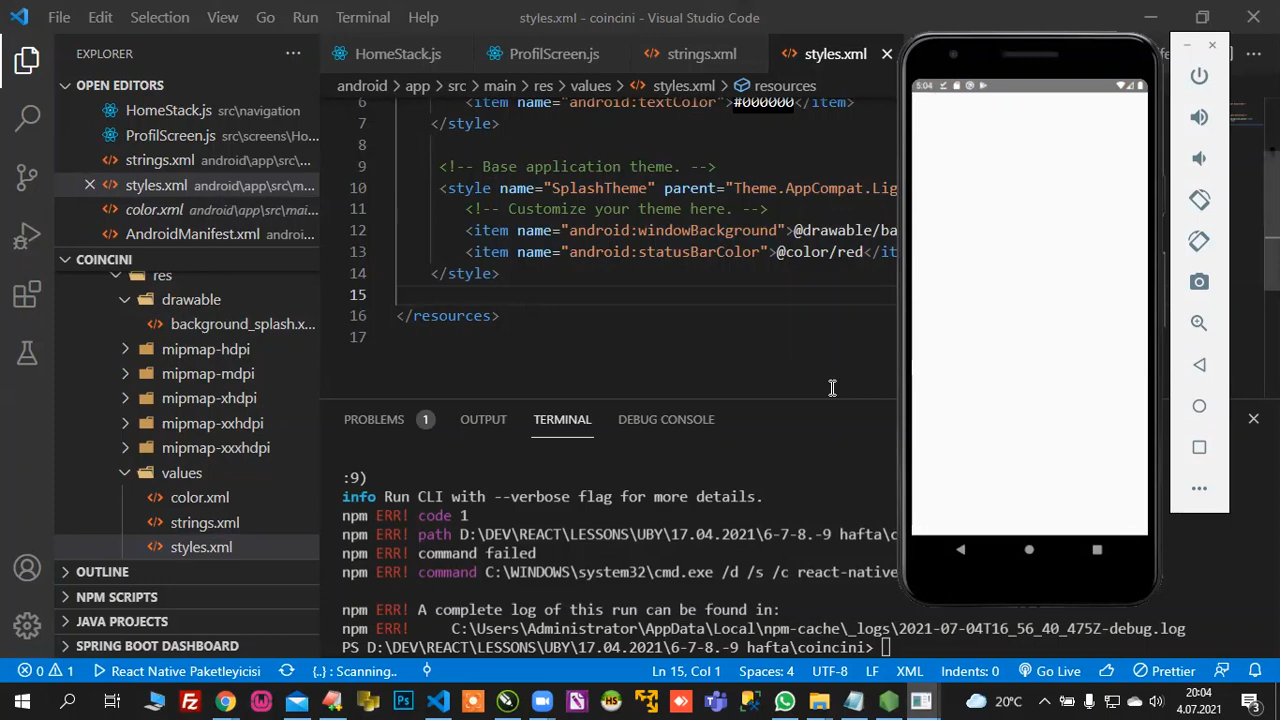 File Edit Selection View Go Run Terminal Help styles.xml - coincini - Visual Studio Code
EXPLORER
OPEN EDITORS
HomeStack.js src\navigation
ProfilScreen.js src\screens\Ho...
strings.xml android\app\src\m...
styles.xml android\app\src\m...
color.xml android\app\src\mai...
AndroidManifest.xml androi...
COINCINI
res
drawable
background_splash.x...
mipmap-hdpi
mipmap-mdpi
mipmap-xhdpi
mipmap-xxhdpi
mipmap-xxxhdpi
values
color.xml
strings.xml
styles.xml
OUTLINE
NPM SCRIPTS
JAVA PROJECTS
SPRING BOOT DASHBOARD
HomeStack.js ProfilScreen.js strings.xml styles.xml
android > app > src > main > res > values > styles.xml > resources
6 <item name="android:textColor">#000000</item>
7 </style>
8
9 <!-- Base application theme. -->
10 <style name="SplashTheme" parent="Theme.AppCompat.Lig
11 <!-- Customize your theme here. -->
12 <item name="android:windowBackground">@drawable/ba
13 <item name="android:statusBarColor">@color/red</it
14 </style>
15
16 </resources>
17
PROBLEMS 1 OUTPUT TERMINAL DEBUG CONSOLE
:9)
info Run CLI with --verbose flag for more details.
npm ERR! code 1
npm ERR! path D:\DEV\REACT\LESSONS\UBY\17.04.2021\6-7-8.-9 hafta\c
npm ERR! command failed
npm ERR! command C:\WINDOWS\system32\cmd.exe /d /s /c react-native
npm ERR! A complete log of this run can be found in:
npm ERR! C:\Users\Administrator\AppData\Local\npm-cache\_logs\2021-07-04T16_56_40_475Z-debug.log
PS D:\DEV\REACT\LESSONS\UBY\17.04.2021\6-7-8.-9 hafta\coincini>
5:04
0 1 React Native Paketleyicisi {..} : Scanning.. Ln 15, Col 1 Spaces: 4 UTF-8 LF XML Indents: 0 Go Live Prettier
20°C 20:04
4.07.2021
3